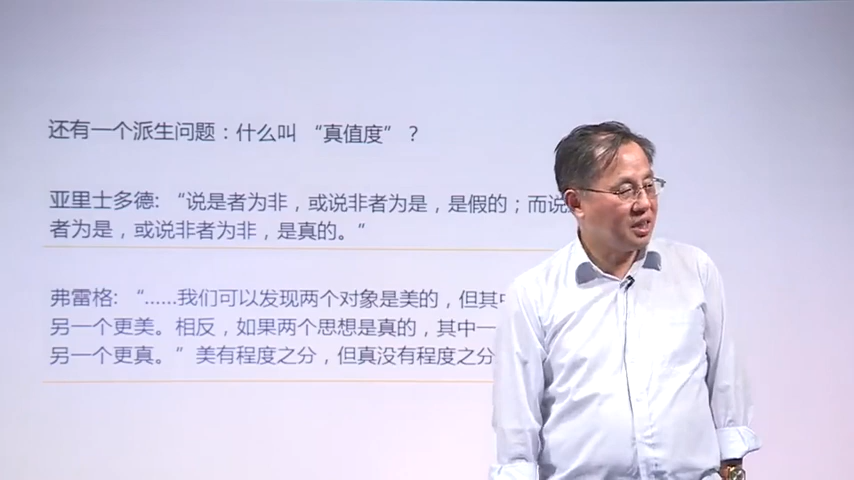 还有一个派生问题：什么叫 “真值度” ？
亚里士多德: “说是者为非，或说非者为是，是假的；而说
者为是，或说非者为非，是真的。”
弗雷格: “……我们可以发现两个对象是美的，但其中
另一个更美。相反，如果两个思想是真的，其中一
另一个更真。” 美有程度之分，但真没有程度之分